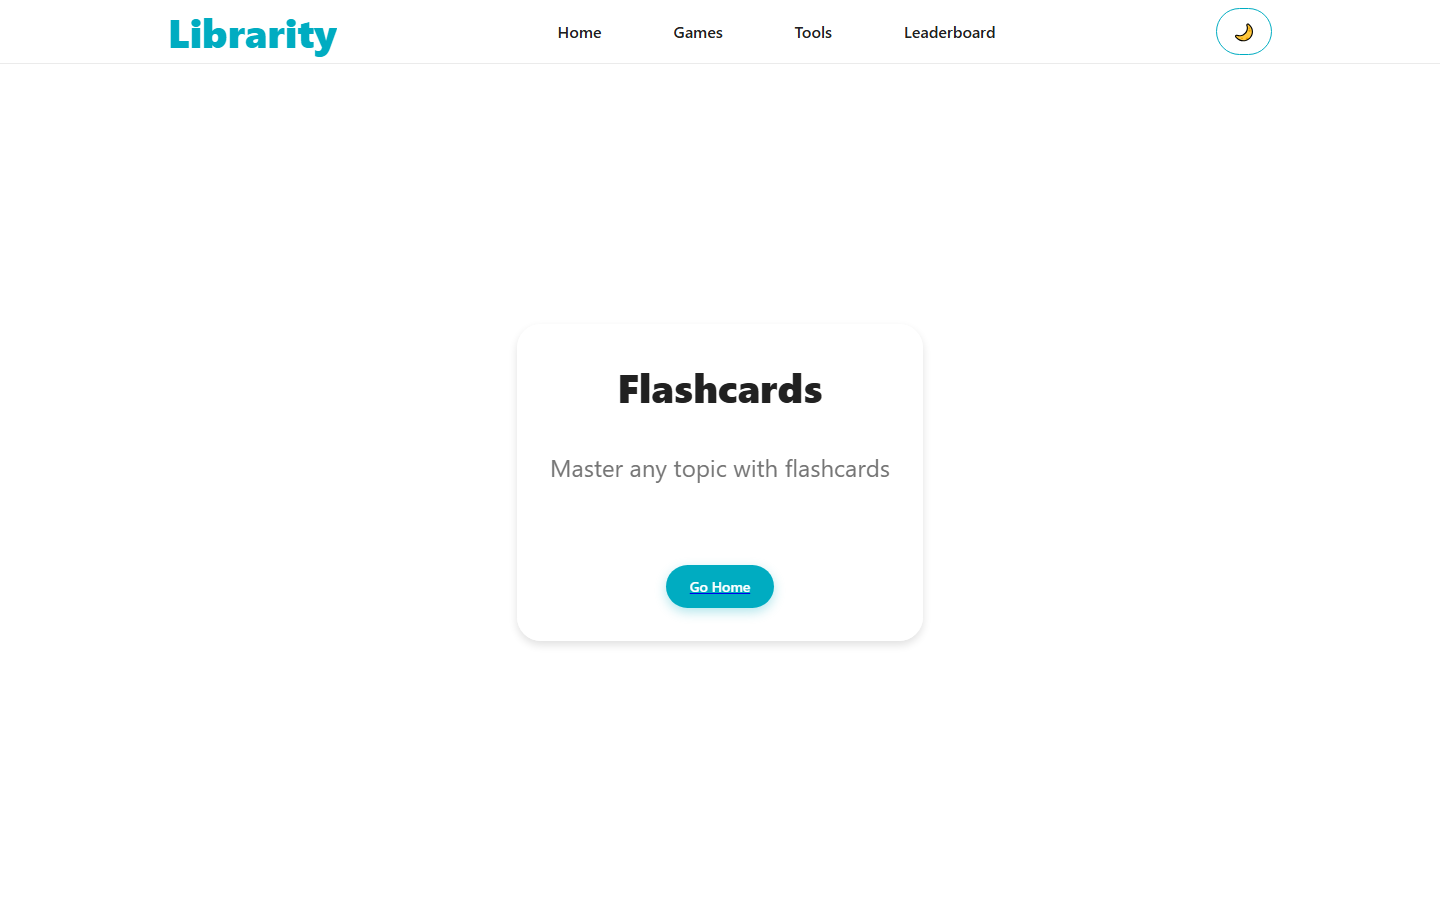 Librarity
Home
Games
Tools
Leaderboard
Flashcards
Master any topic with flashcards
Go Home